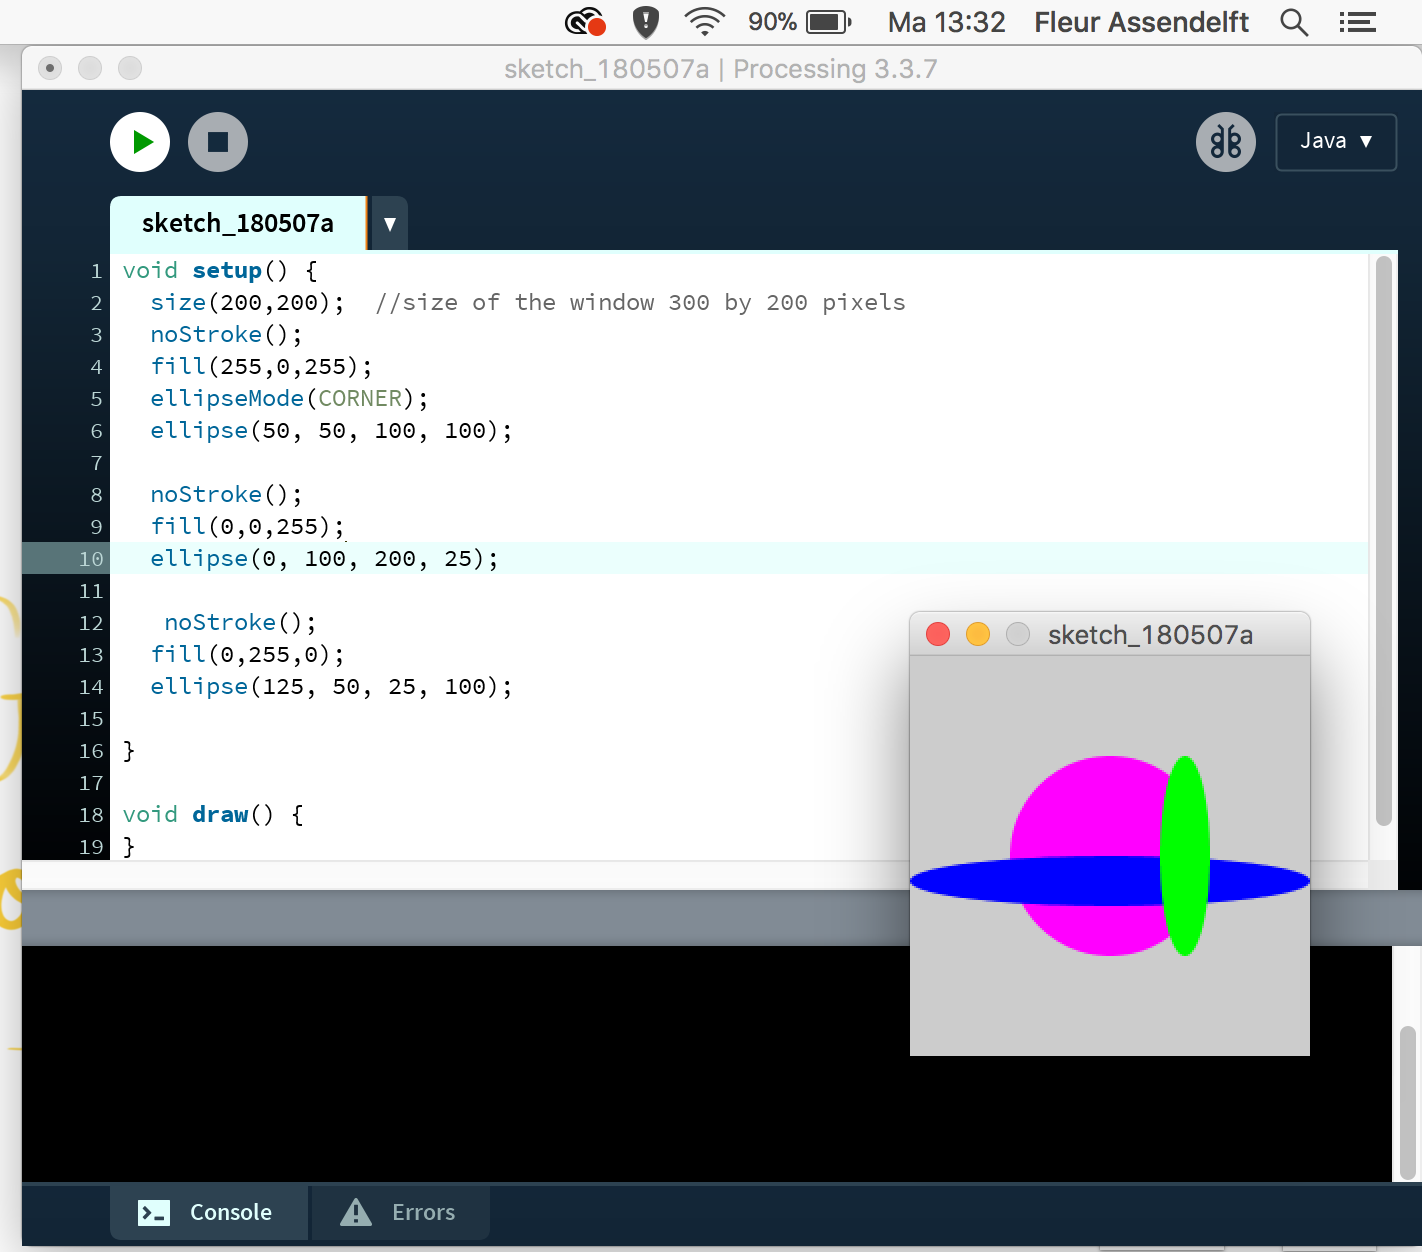 90% Ma 13:32 Fleur Assendelft
sketch_180507a | Processing 3.3.7
Java ▼
sketch_180507a ▼
1 void setup() {
2 size(200,200);  //size of the window 300 by 200 pixels
3 noStroke();
4 fill(255,0,255);
5 ellipseMode(CORNER);
6 ellipse(50, 50, 100, 100);
7
8 noStroke();
9 fill(0,0,255);
10 ellipse(0, 100, 200, 25);
11
12 noStroke();
13 fill(0,255,0);
14 ellipse(125, 50, 25, 100);
15
16 }
17
18 void draw() {
19 }
sketch_180507a
Console Errors